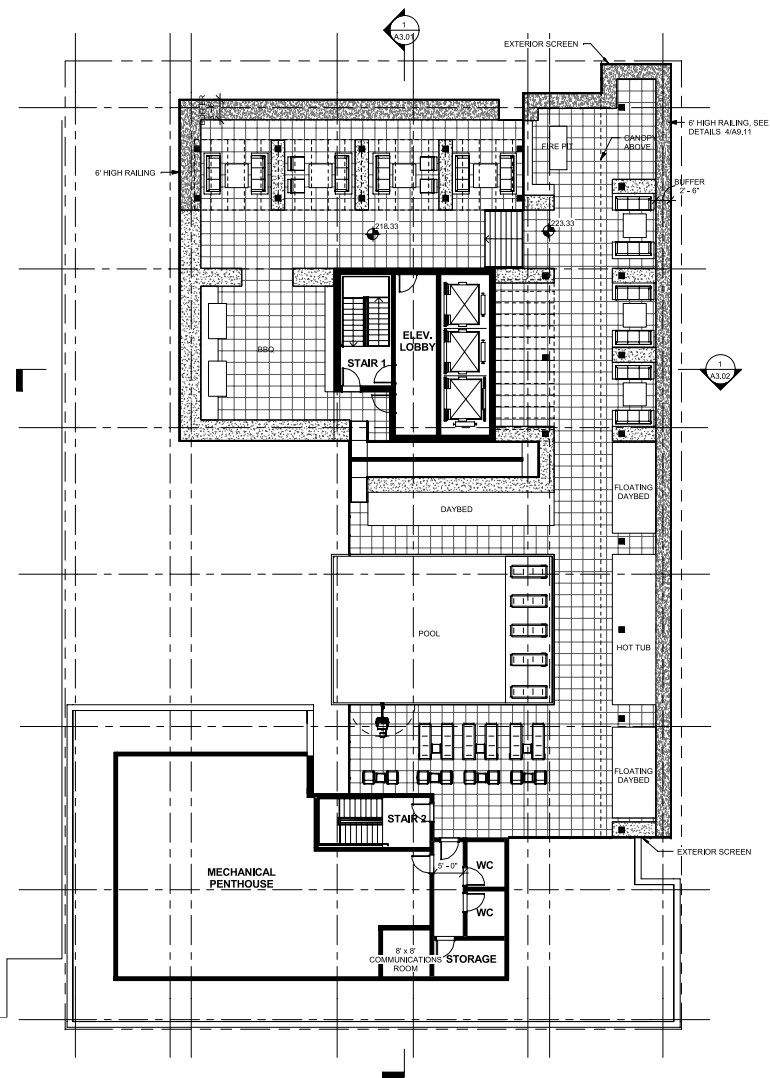 1
A3.01
EXTERIOR SCREEN
6' HIGH RAILING, SEE
DETAILS 4/A9.11
BUFFER
FIRE PIT
CANOPY
ABOVE
6' HIGH RAILING
BUFFER
2' - 6"
218.33
223.33
ELEV.
LOBBY
BBQ
STAIR 1
1
A3.02
FLOATING
DAYBED
DAYBED
POOL
HOT TUB
FLOATING
DAYBED
STAIR 2
EXTERIOR SCREEN
MECHANICAL
PENTHOUSE
5' - 0"
WC
WC
8' x 8'
COMMUNICATIONS
ROOM
STORAGE